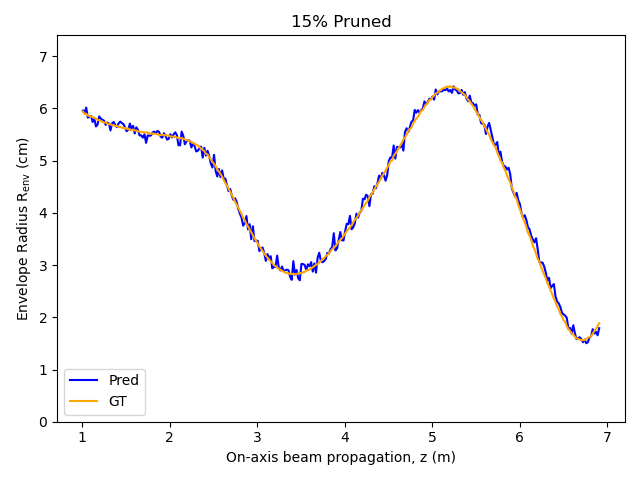 15% Pruned
7
6
5
4
3
2
1
0
Envelope Radius Renv (cm)
Pred
GT
1 2 3 4 5 6 7
On-axis beam propagation, z (m)